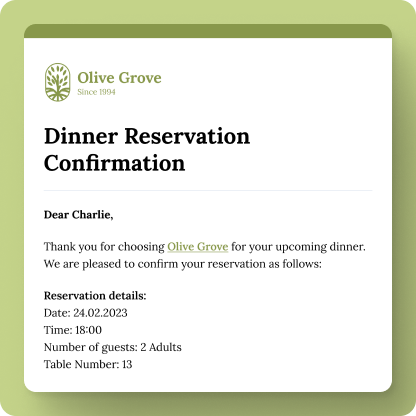 Olive Grove
Since 1994
Dinner Reservation
Confirmation
Dear Charlie,
Thank you for choosing Olive Grove for your upcoming dinner.
We are pleased to confirm your reservation as follows:
Reservation details:
Date: 24.02.2023
Time: 18:00
Number of guests: 2 Adults
Table Number: 13